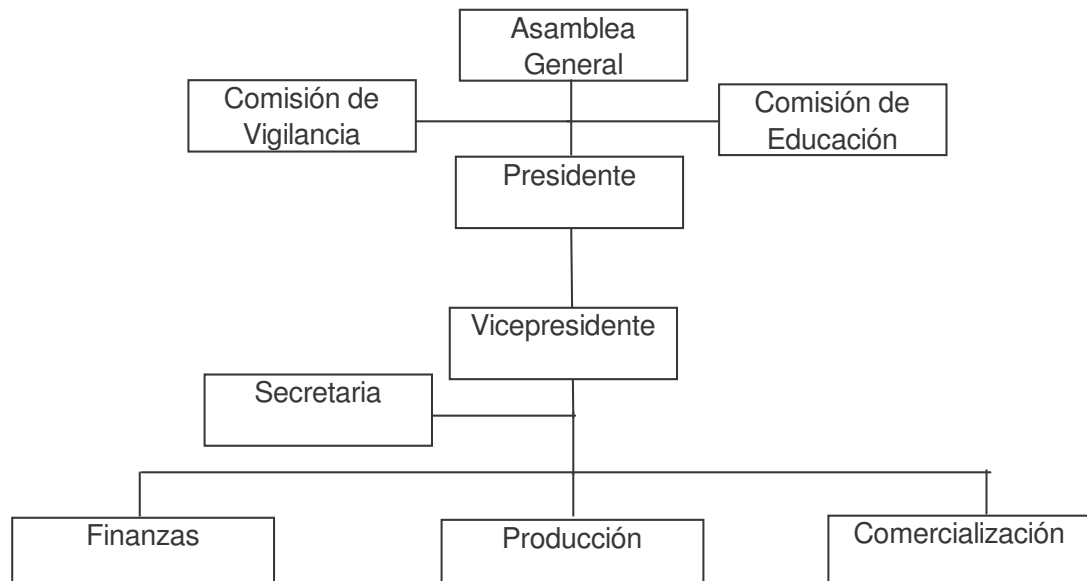 Asamblea
General
Comisión de
Vigilancia
Comisión de
Educación
Presidente
Vicepresidente
Secretaria
Finanzas
Producción
Comercialización